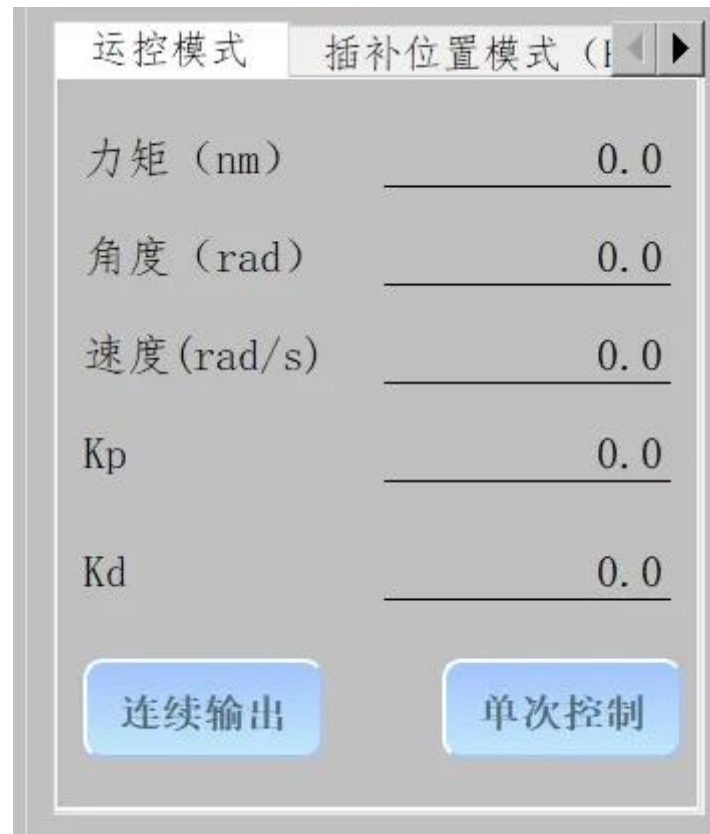 运控模式 插补位置模式（
力矩（nm） 0.0
角度（rad） 0.0
速度(rad/s) 0.0
Kp 0.0
Kd 0.0
连续输出 单次控制